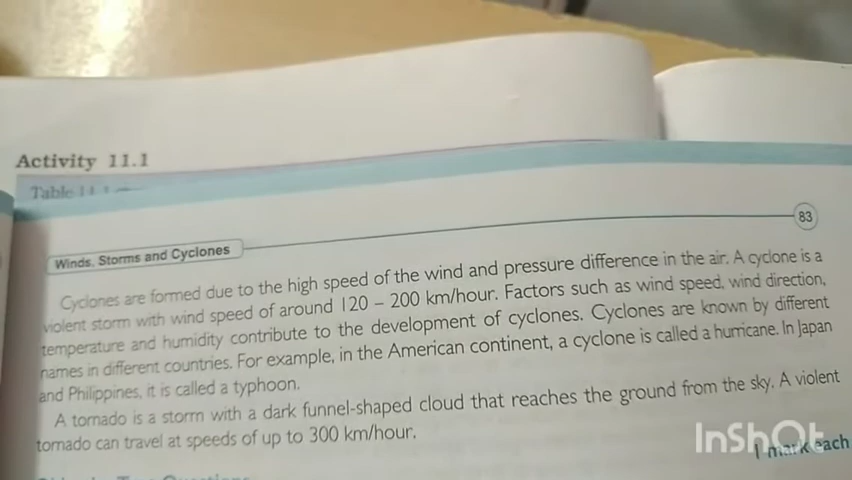 Activity 11.1
Table 11.1
83
Winds, Storms and Cyclones
Cyclones are formed due to the high speed of the wind and pressure difference in the air. A cyclone is a
violent storm with wind speed of around 120 – 200 km/hour. Factors such as wind speed, wind direction,
temperature and humidity contribute to the development of cyclones. Cyclones are known by different
names in different countries. For example, in the American continent, a cyclone is called a hurricane. In Japan
and Philippines, it is called a typhoon.
A tornado is a storm with a dark funnel-shaped cloud that reaches the ground from the sky. A violent
tornado can travel at speeds of up to 300 km/hour.
InShOt
1 mark each